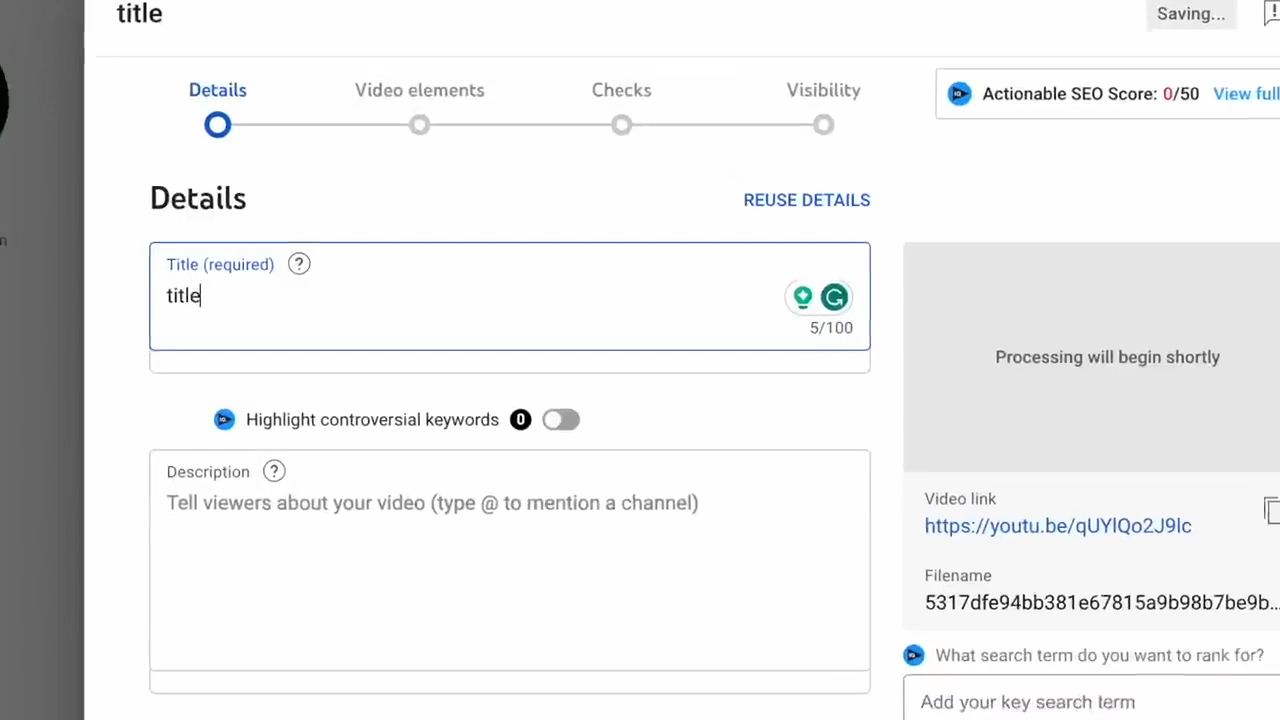 title
Saving...
Details
Video elements
Checks
Visibility
Actionable SEO Score: 0/50 View full
Details
REUSE DETAILS
Title (required) ?
title
5/100
Processing will begin shortly
Highlight controversial keywords 0
Description ?
Tell viewers about your video (type @ to mention a channel)
Video link
https://youtu.be/qUYlQo2J9lc
Filename
5317dfe94bb381e67815a9b98b7be9b...
What search term do you want to rank for?
Add your key search term